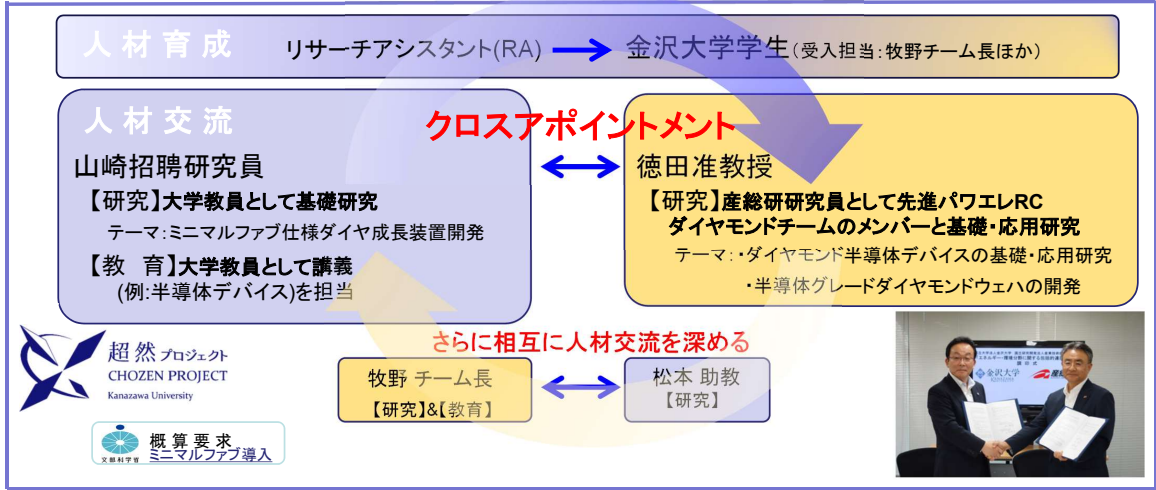 人材育成 リサーチアシスタント(RA) 金沢大学学生(受入担当:牧野チーム長ほか)
人材交流
クロスアポイントメント
山崎招聘研究員
【研究】大学教員として基礎研究
テーマ:ミニマルファブ仕様ダイヤ成長装置開発
【教 育】大学教員として講義
(例:半導体デバイス)を担当
徳田准教授
【研究】産総研研究員として先進パワエレRC
ダイヤモンドチームのメンバーと基礎・応用研究
テーマ:・ダイヤモンド半導体デバイスの基礎・応用研究
・半導体グレードダイヤモンドウェハの開発
さらに相互に人材交流を深める
牧野 チーム長
【研究】&【教育】
松本 助教
【研究】
超然 プロジェクト
CHOZEN PROJECT
Kanazawa University
文部科学省
概算要求
ミニマルファブ導入
金沢大学